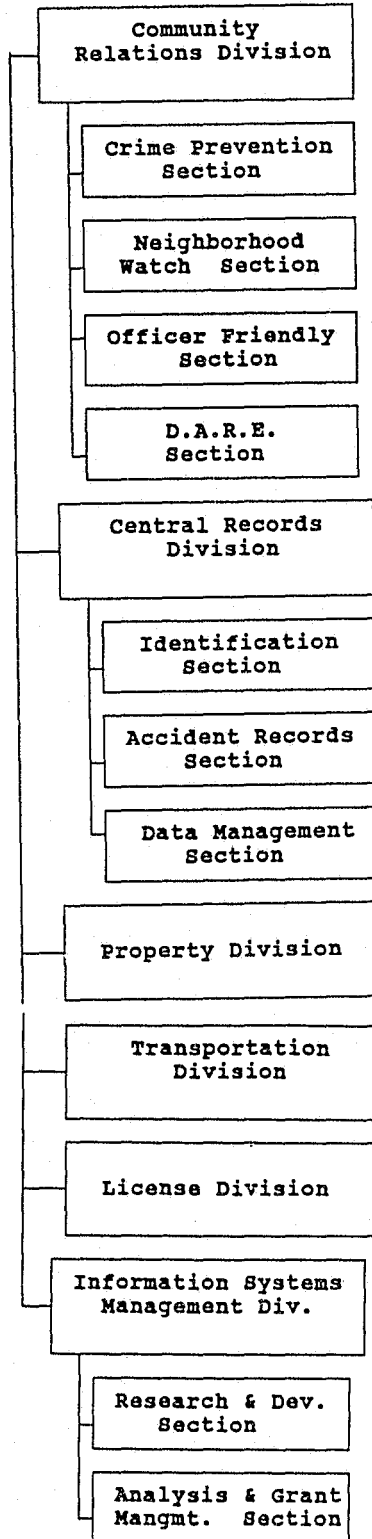 Community
Relations Division
Crime Prevention
Section
Neighborhood
Watch Section
Officer Friendly
Section
D.A.R.E.
Section
Central Records
Division
Identification
Section
Accident Records
Section
Data Management
Section
Property Division
Transportation
Division
License Division
Information Systems
Management Div.
Research & Dev.
Section
Analysis & Grant
Mangmt. Section